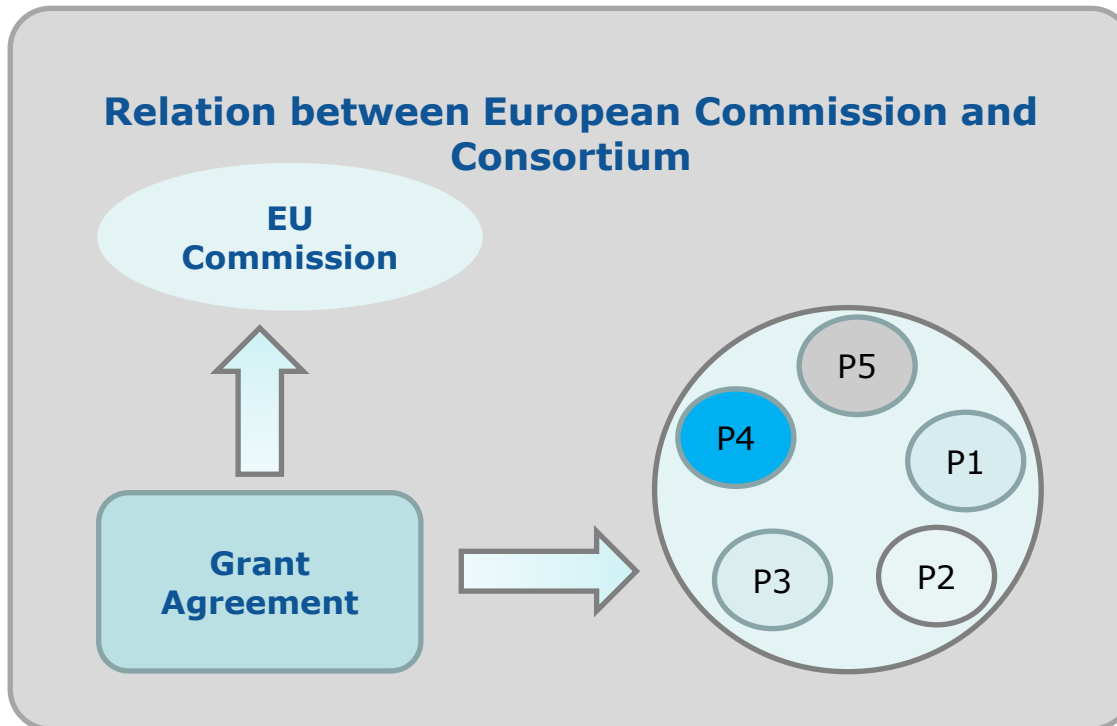 Relation between European Commission and
Consortium
EU
Commission
P5
P4
P1
Grant
Agreement
P3
P2